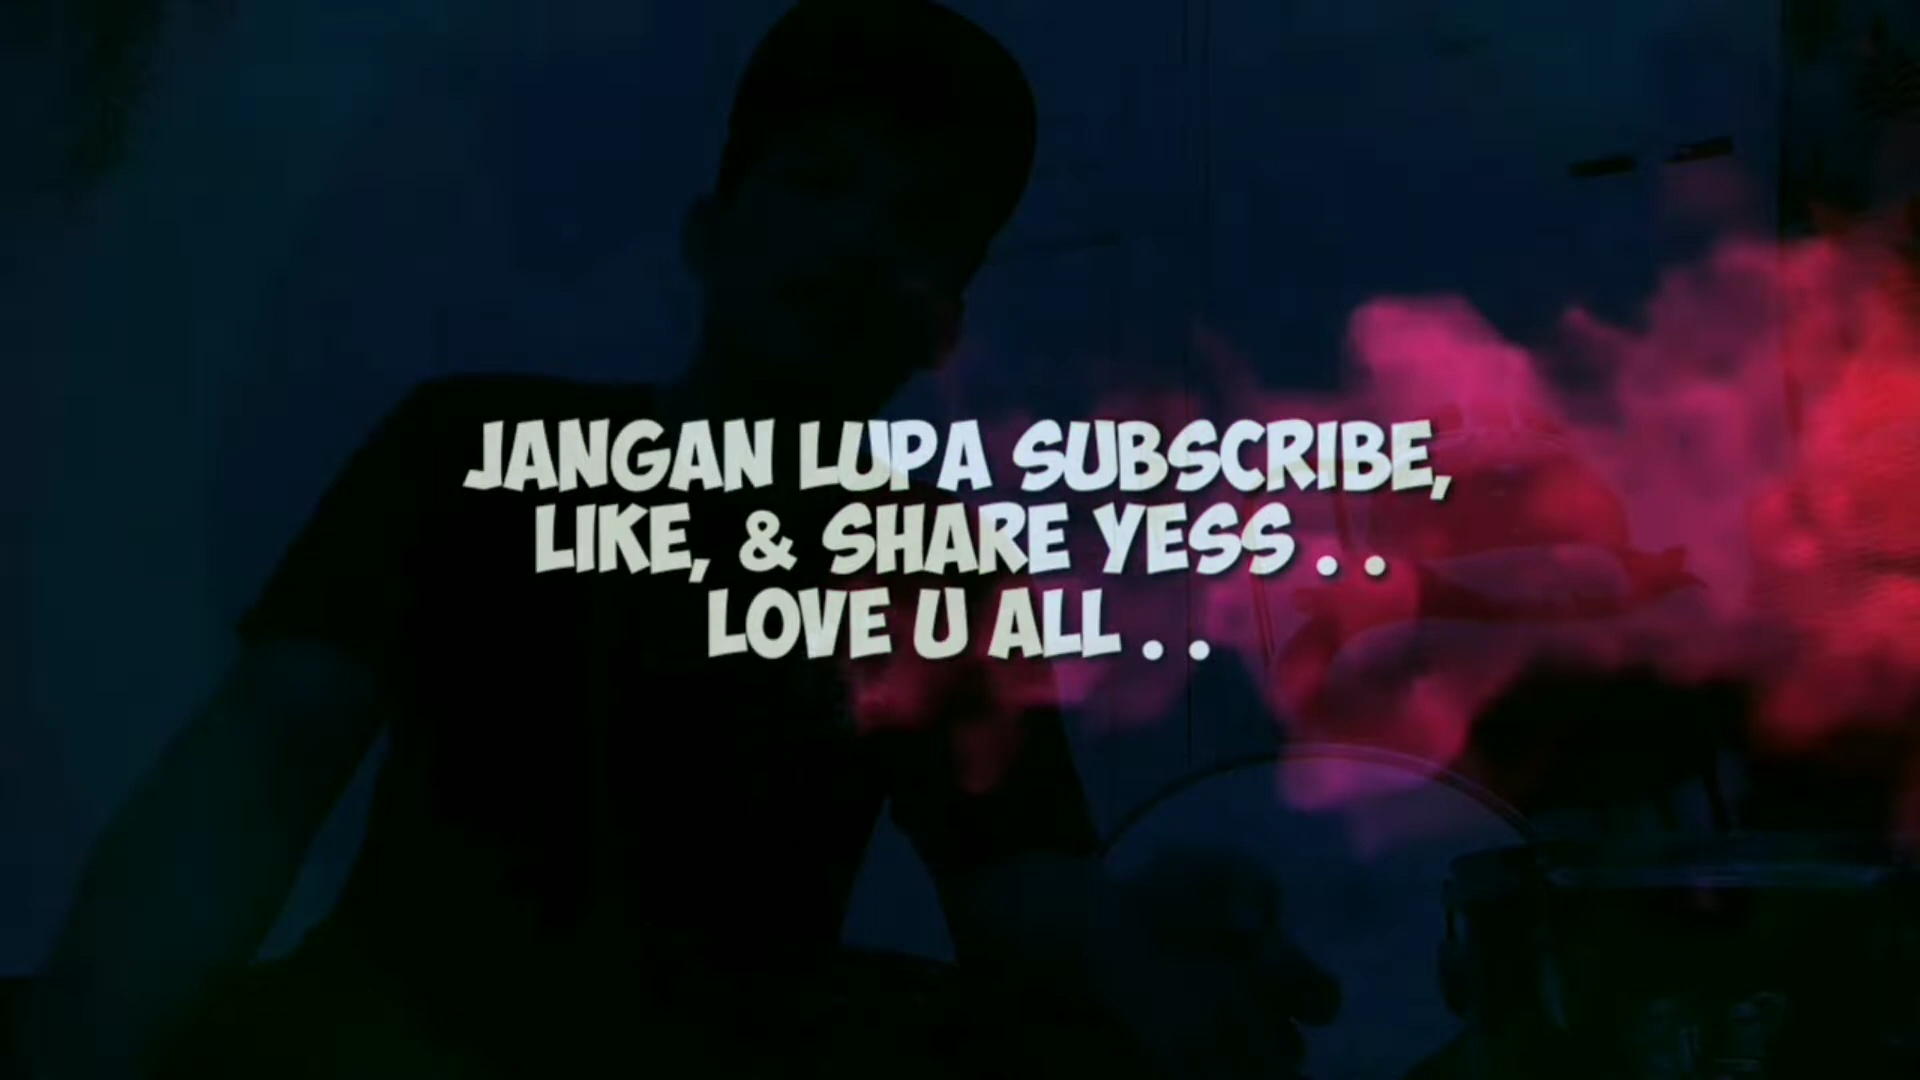 JANGAN LUPA SUBSCRIBE,
LIKE, & SHARE YESS . .
LOVE U ALL . .